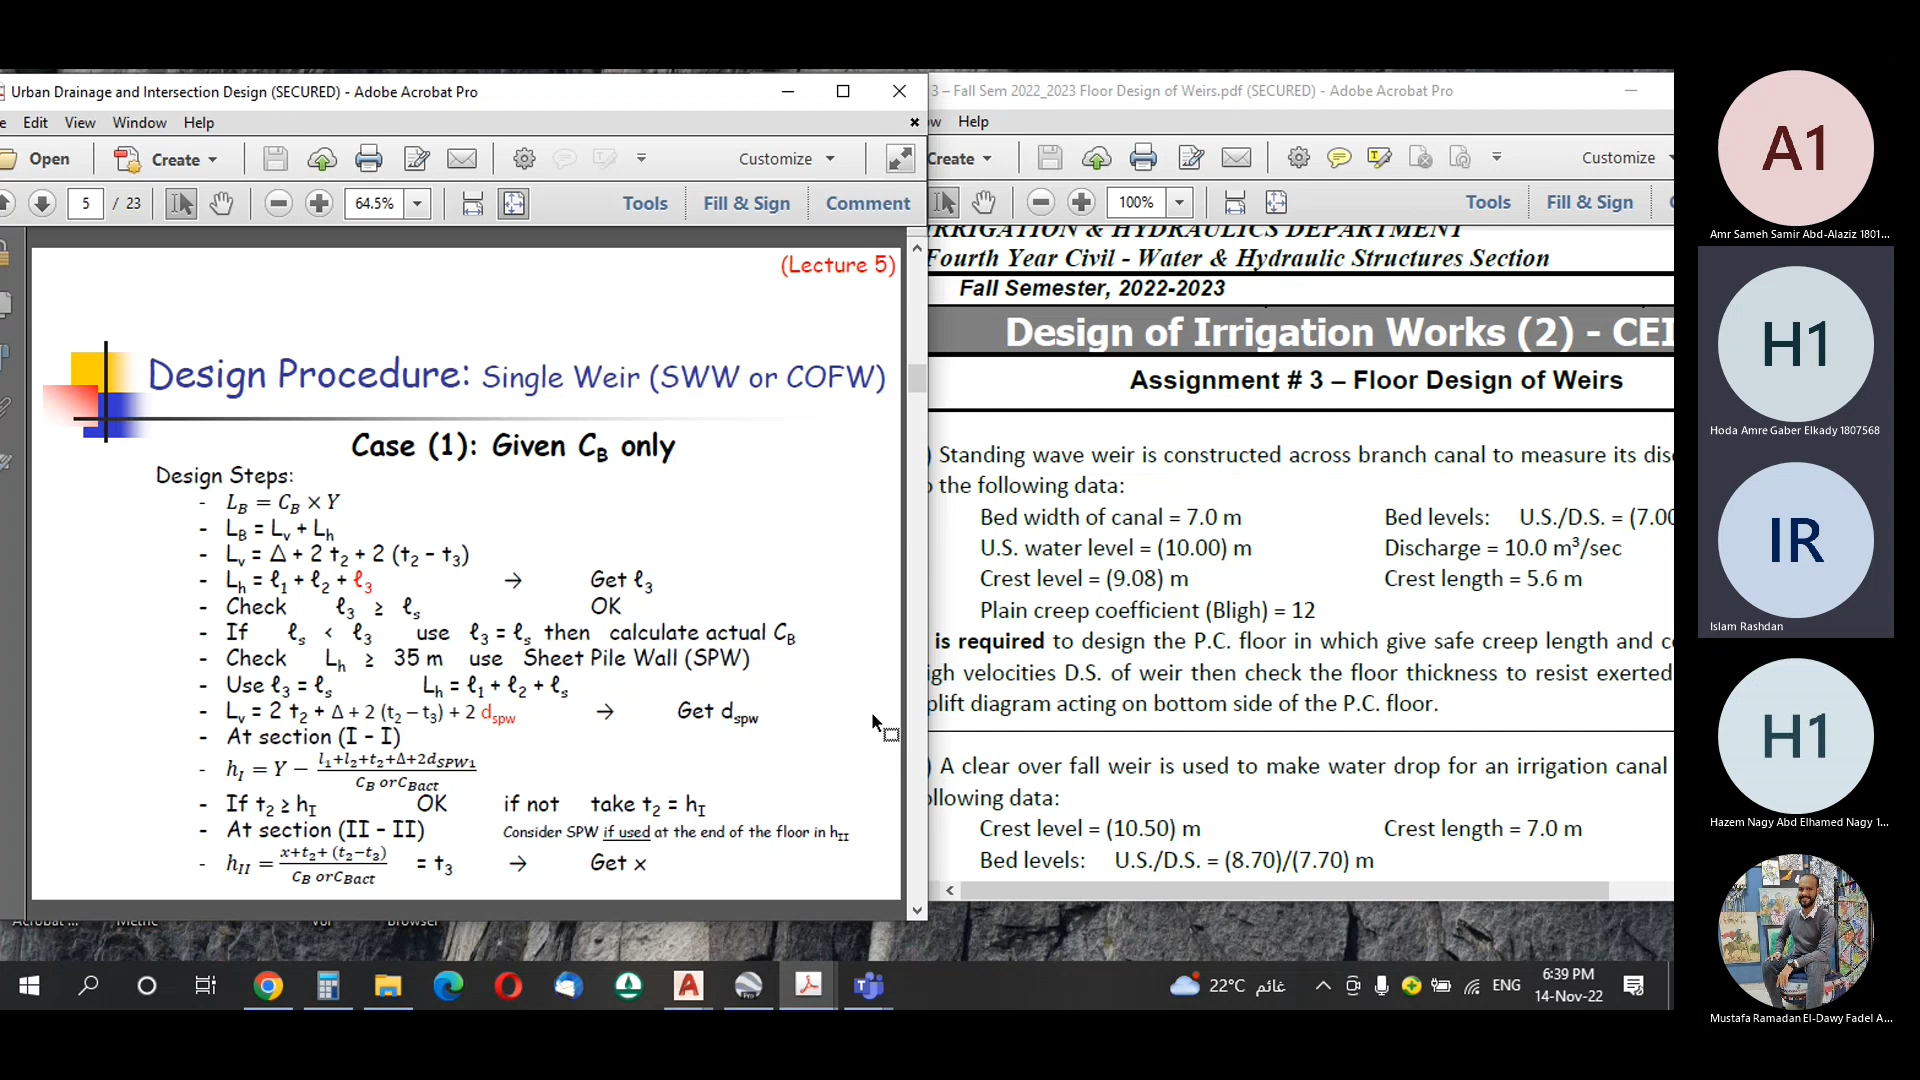 Urban Drainage and Intersection Design (SECURED) - Adobe Acrobat Pro
Edit View Window Help
Open Create Customize
5 / 23 64.5% Tools Fill & Sign Comment
(Lecture 5)
Design Procedure: Single Weir (SWW or COFW)
Case (1): Given C_B only
Design Steps:
- L_B = C_B × Y
- L_B = L_v + L_h
- L_v = Δ + 2 t_2 + 2 (t_2 – t_3)
- L_h = ℓ_1 + ℓ_2 + ℓ_3 → Get ℓ_3
- Check ℓ_3 ≥ ℓ_s OK
- If ℓ_s < ℓ_3 use ℓ_3 = ℓ_s then calculate actual C_B
- Check L_h ≥ 35 m use Sheet Pile Wall (SPW)
- Use ℓ_3 = ℓ_s L_h = ℓ_1 + ℓ_2 + ℓ_s
- L_v = 2 t_2 + Δ + 2 (t_2 – t_3) + 2 d_spw → Get d_spw
- At section (I – I)
- h_I = Y − (l_1+l_2+t_2+Δ+2d_SPW1)/(C_B orC_Bact)
- If t_2 ≥ h_I OK if not take t_2 = h_I
- At section (II – II) Consider SPW if used at the end of the floor in h_II
- h_II = (x+t_2+ (t_2−t_3))/(C_B orC_Bact) = t_3 → Get x
3 – Fall Sem 2022_2023 Floor Design of Weirs.pdf (SECURED) - Adobe Acrobat Pro
ow Help
Create Customize
100% Tools Fill & Sign
IRRIGATION & HYDRAULICS DEPARTMENT
Fourth Year Civil - Water & Hydraulic Structures Section
Fall Semester, 2022-2023
Design of Irrigation Works (2) - CEI
Assignment # 3 – Floor Design of Weirs
) Standing wave weir is constructed across branch canal to measure its dis
o the following data:
Bed width of canal = 7.0 m Bed levels: U.S./D.S. = (7.00
U.S. water level = (10.00) m Discharge = 10.0 m³/sec
Crest level = (9.08) m Crest length = 5.6 m
Plain creep coefficient (Bligh) = 12
is required to design the P.C. floor in which give safe creep length and c
igh velocities D.S. of weir then check the floor thickness to resist exerted
plift diagram acting on bottom side of the P.C. floor.
) A clear over fall weir is used to make water drop for an irrigation canal
ollowing data:
Crest level = (10.50) m Crest length = 7.0 m
Bed levels: U.S./D.S. = (8.70)/(7.70) m
A1
Amr Sameh Samir Abd-Alaziz 1801...
H1
Hoda Amre Gaber Elkady 1807568
IR
Islam Rashdan
H1
Hazem Nagy Abd Elhamed Nagy 1...
Mustafa Ramadan El-Dawy Fadel A...
22°C غائم ENG
6:39 PM
14-Nov-22